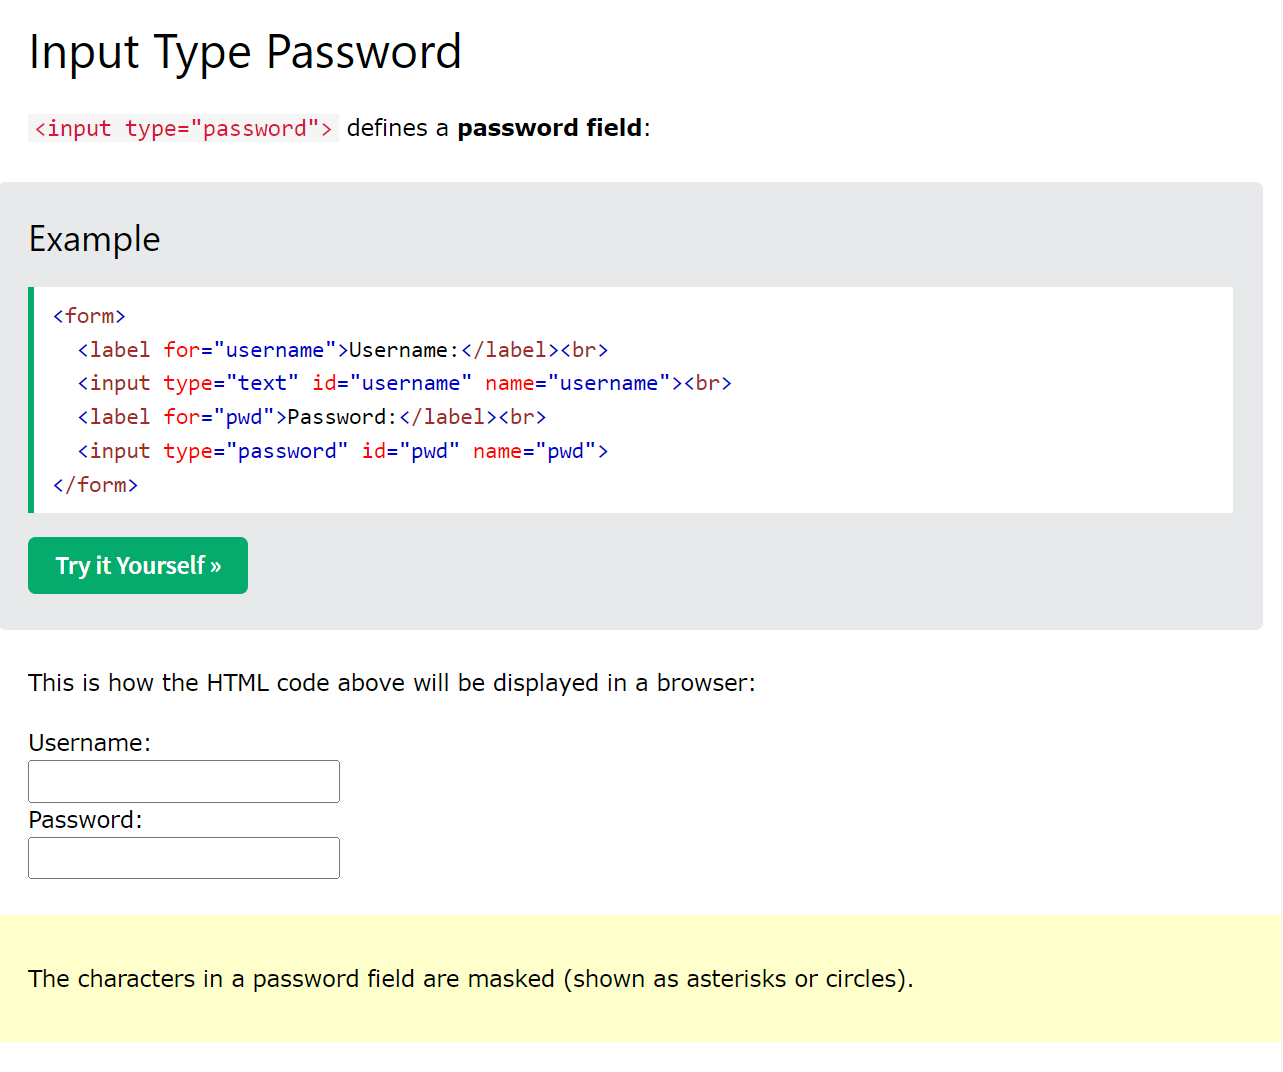 Input Type Password
<input type="password"> defines a password field:
Example
<form>
  <label for="username">Username:</label><br>
  <input type="text" id="username" name="username"><br>
  <label for="pwd">Password:</label><br>
  <input type="password" id="pwd" name="pwd">
</form>
Try it Yourself »
This is how the HTML code above will be displayed in a browser:
Username:
Password:
The characters in a password field are masked (shown as asterisks or circles).